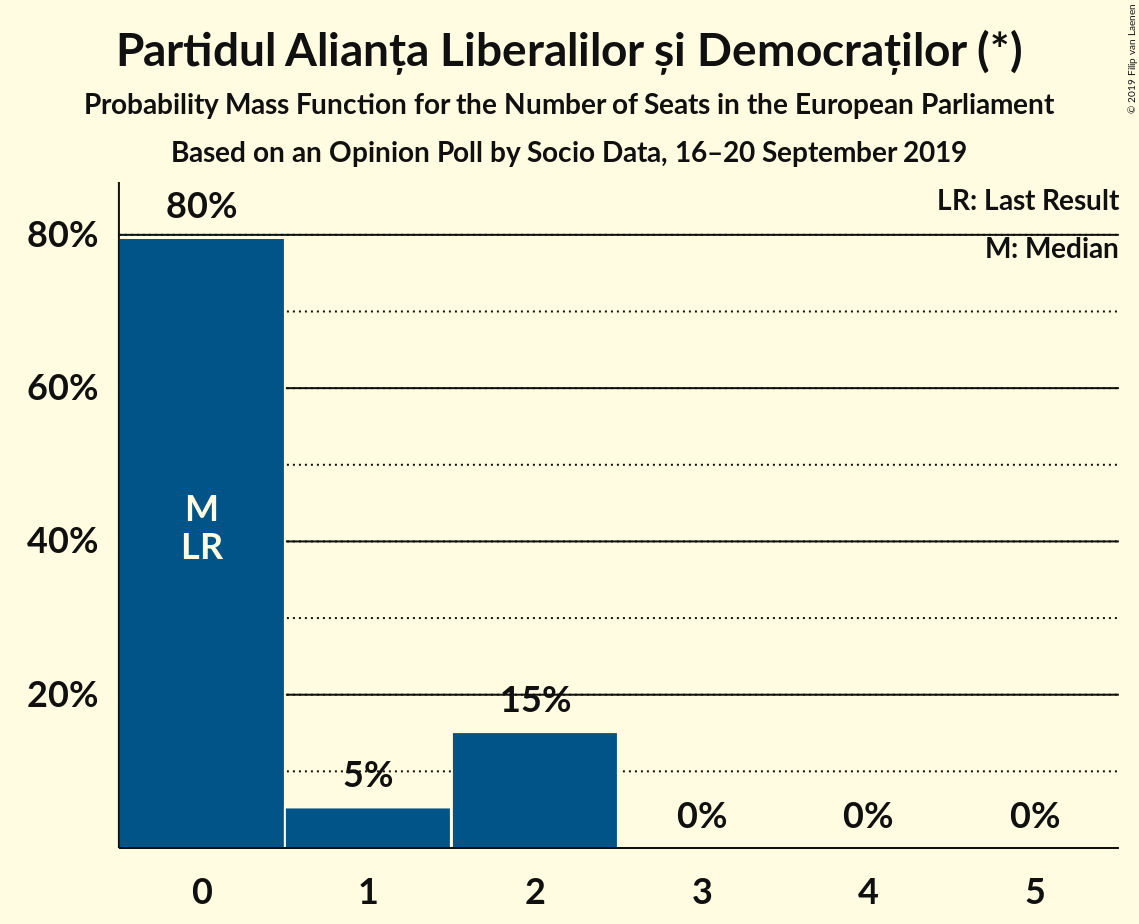 Partidul Alianța Liberalilor și Democraților (*)
Probability Mass Function for the Number of Seats in the European Parliament
Based on an Opinion Poll by Socio Data, 16–20 September 2019
© 2019 Filip van Laenen
LR: Last Result
M: Median
80%
60%
40%
20%
80%
M
LR
5%
15%
0%
0%
0%
0
1
2
3
4
5